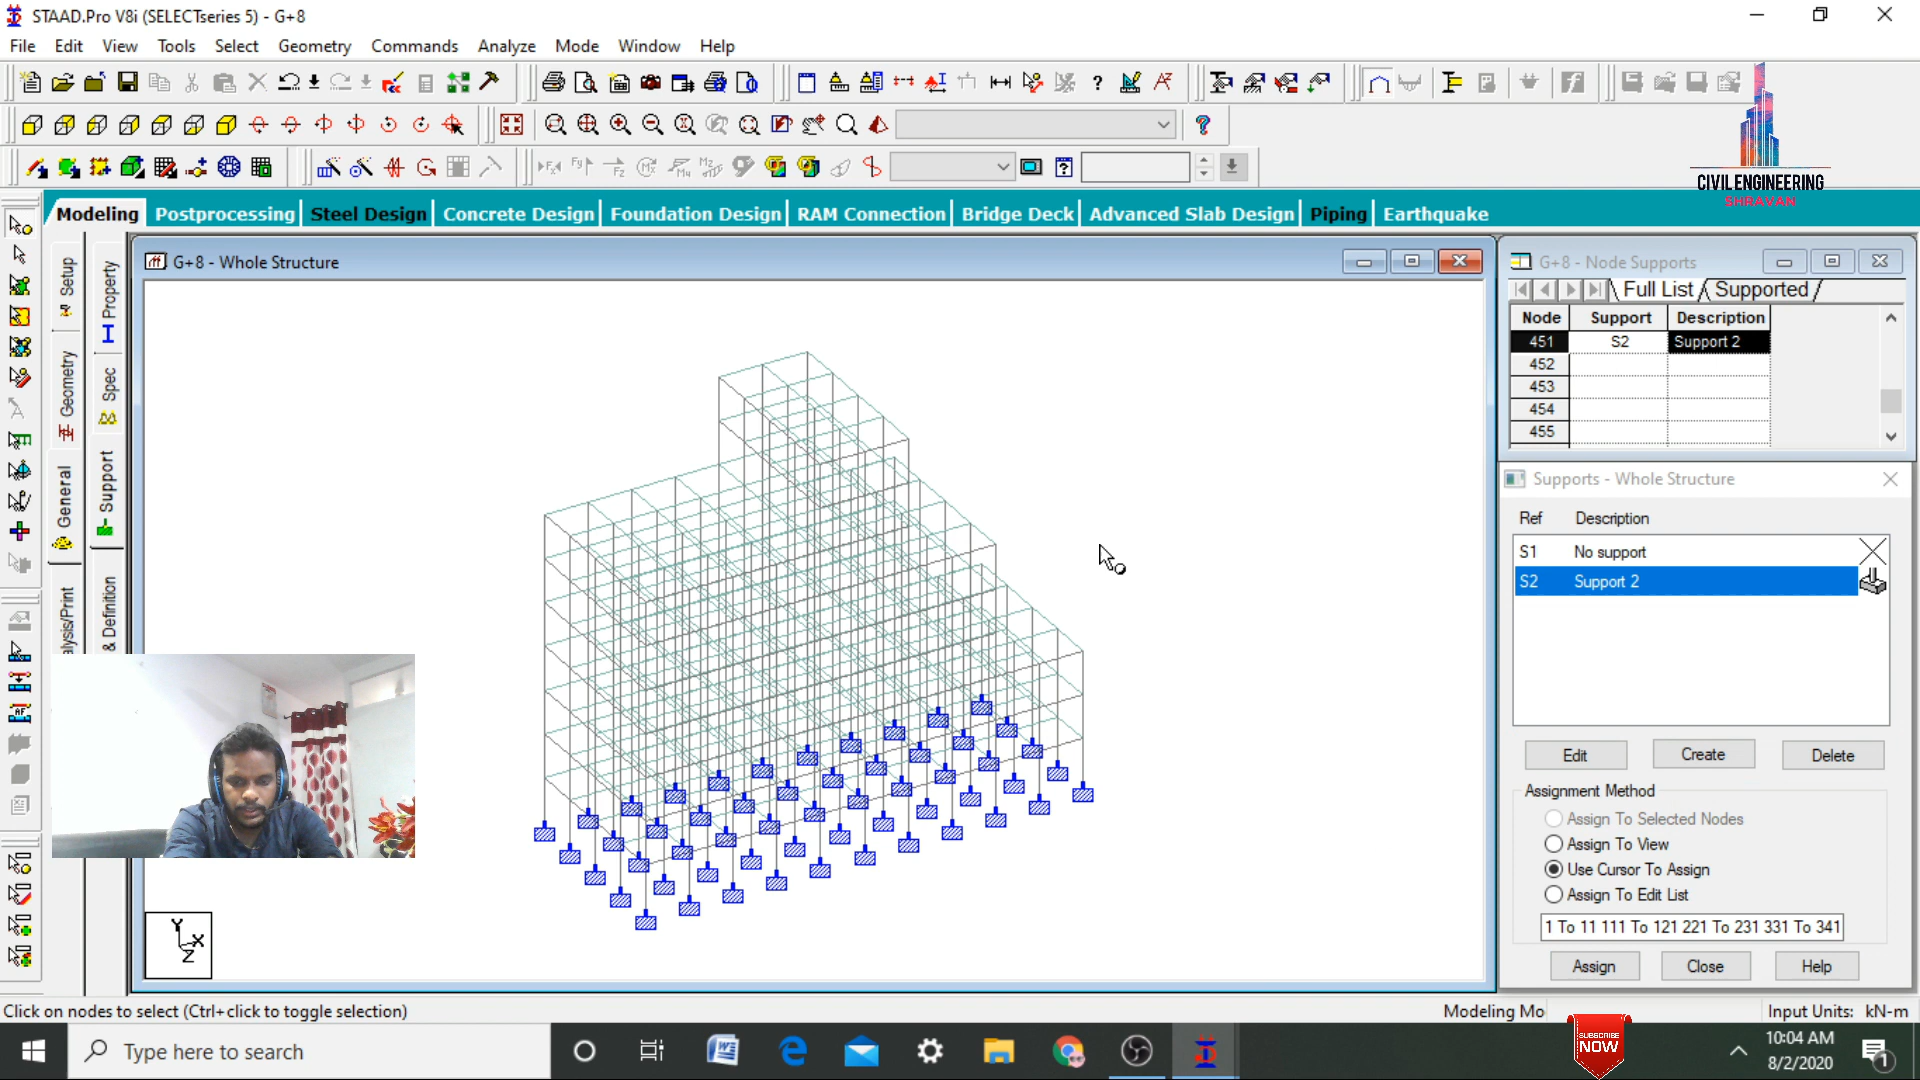 STAAD.Pro V8i (SELECTseries 5) - G+8
File Edit View Tools Select Geometry Commands Analyze Mode Window Help
CIVIL ENGINEERING
SHRAVAN
Modeling Postprocessing Steel Design Concrete Design Foundation Design RAM Connection Bridge Deck Advanced Slab Design Piping Earthquake
Setup
Geometry
General
alysis/Print
Property
Spec
Support
& Definition
G+8 - Whole Structure
G+8 - Node Supports
Full List Supported
Node Support Description
451 S2 Support 2
452
453
454
455
Supports - Whole Structure
Ref Description
S1 No support
S2 Support 2
Edit Create Delete
Assignment Method
Assign To Selected Nodes
Assign To View
Use Cursor To Assign
Assign To Edit List
1 To 11 111 To 121 221 To 231 331 To 341
Assign Close Help
Y
X
Z
Click on nodes to select (Ctrl+click to toggle selection)
Modeling Mo
Input Units: kN-m
SUBSCRIBE
NOW
Type here to search
10:04 AM
8/2/2020
1